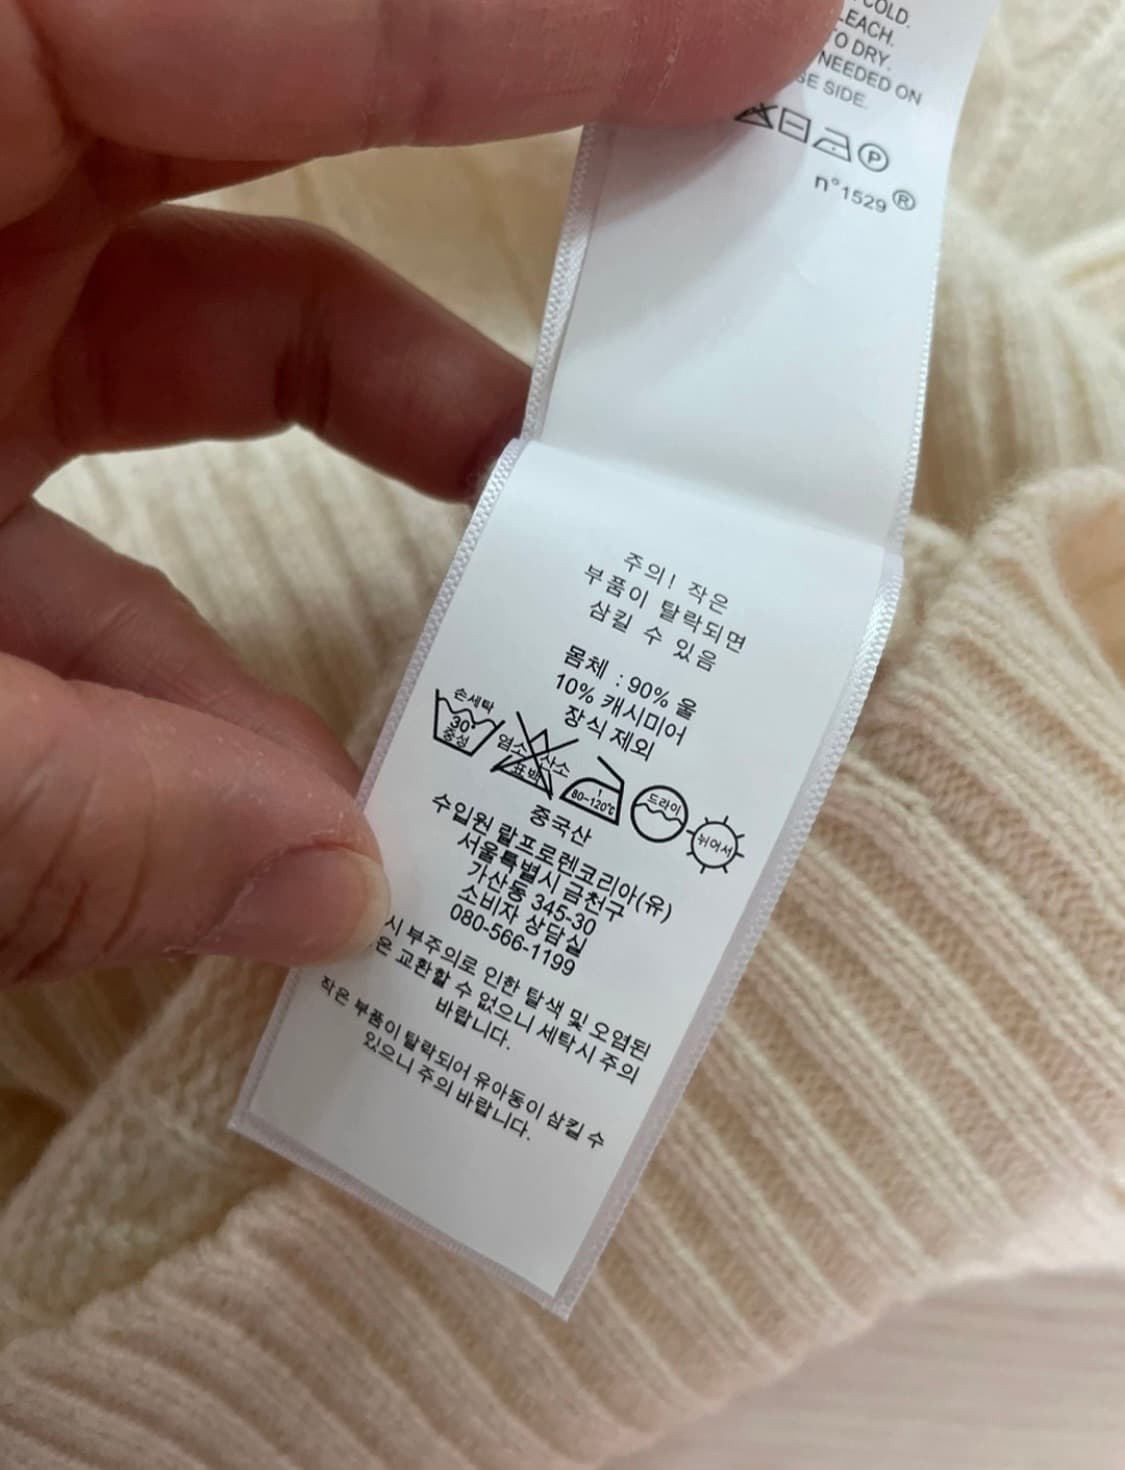 COLD.
LEACH.
TO DRY.
NEEDED ON
SE SIDE.
P
n°1529 ®
주의! 작은
부품이 탈락되면
삼킬 수 있음
몸체 : 90% 울
10% 캐시미어
장식제외
손세탁
30°
중성
염소 산소
표백
80~120℃
드라이
뉘어서
중국산
수입원 랄프로렌코리아(유)
서울특별시 금천구
가산동 345-30
소비자 상담실
080-566-1199
시 부주의로 인한 탈색 및 오염된
은 교환할 수 없으니 세탁시 주의
바랍니다.
작은 부품이 탈락되어 유아동이 삼킬 수
있으니 주의 바랍니다.